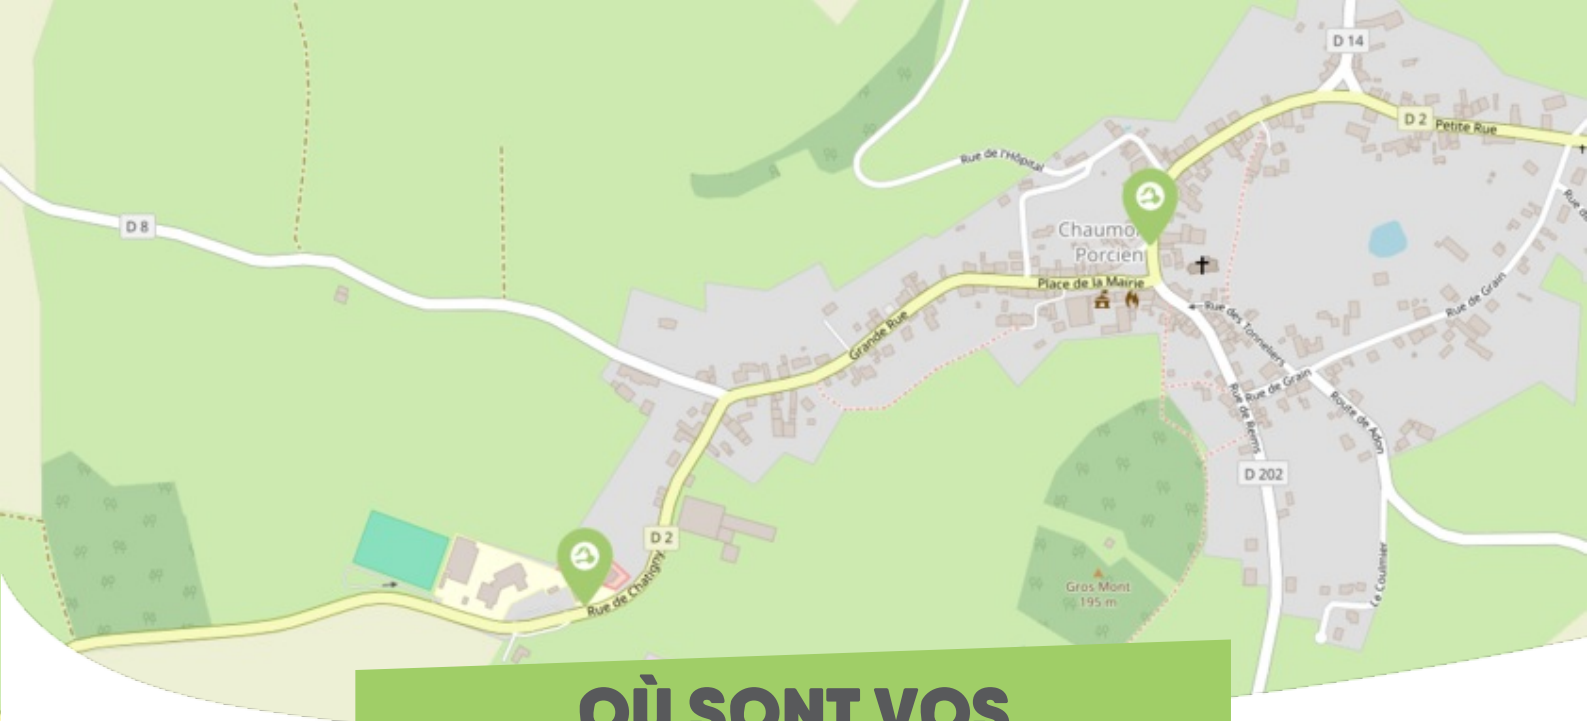 D 14
D 2
Petite Rue
Rue de l'Hôpital
D 8
Chaumo
Porcien
Place de la Mairie
Rue des Tonneliers
Rue de Grain
Grande Rue
Rue de Grain
Rue de Reims
Route de Adon
D 202
D 2
Rue de Chatigny
Gros Mont
195 m
Le Coulmier
OÙ SONT VOS